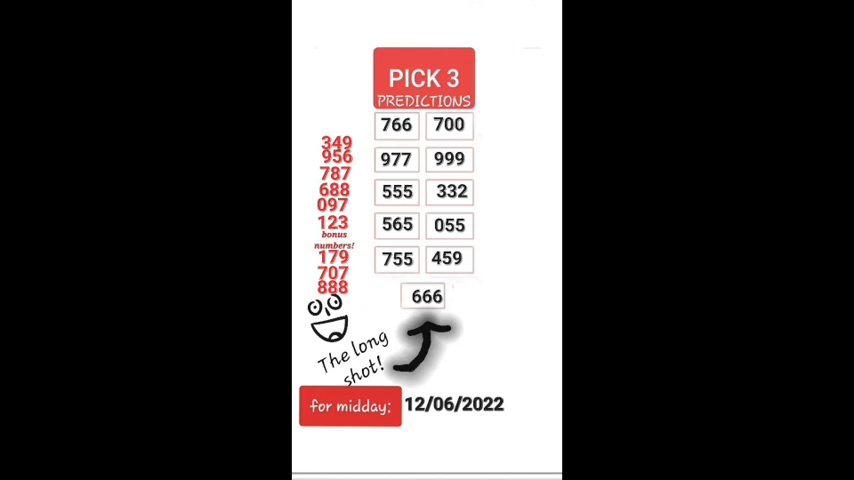 PICK 3
PREDICTIONS
766 700
977 999
555 332
565 055
755 459
666
349
956
787
688
097
123
bonus
numbers!
179
707
888
The long
shot!
for midday: 12/06/2022